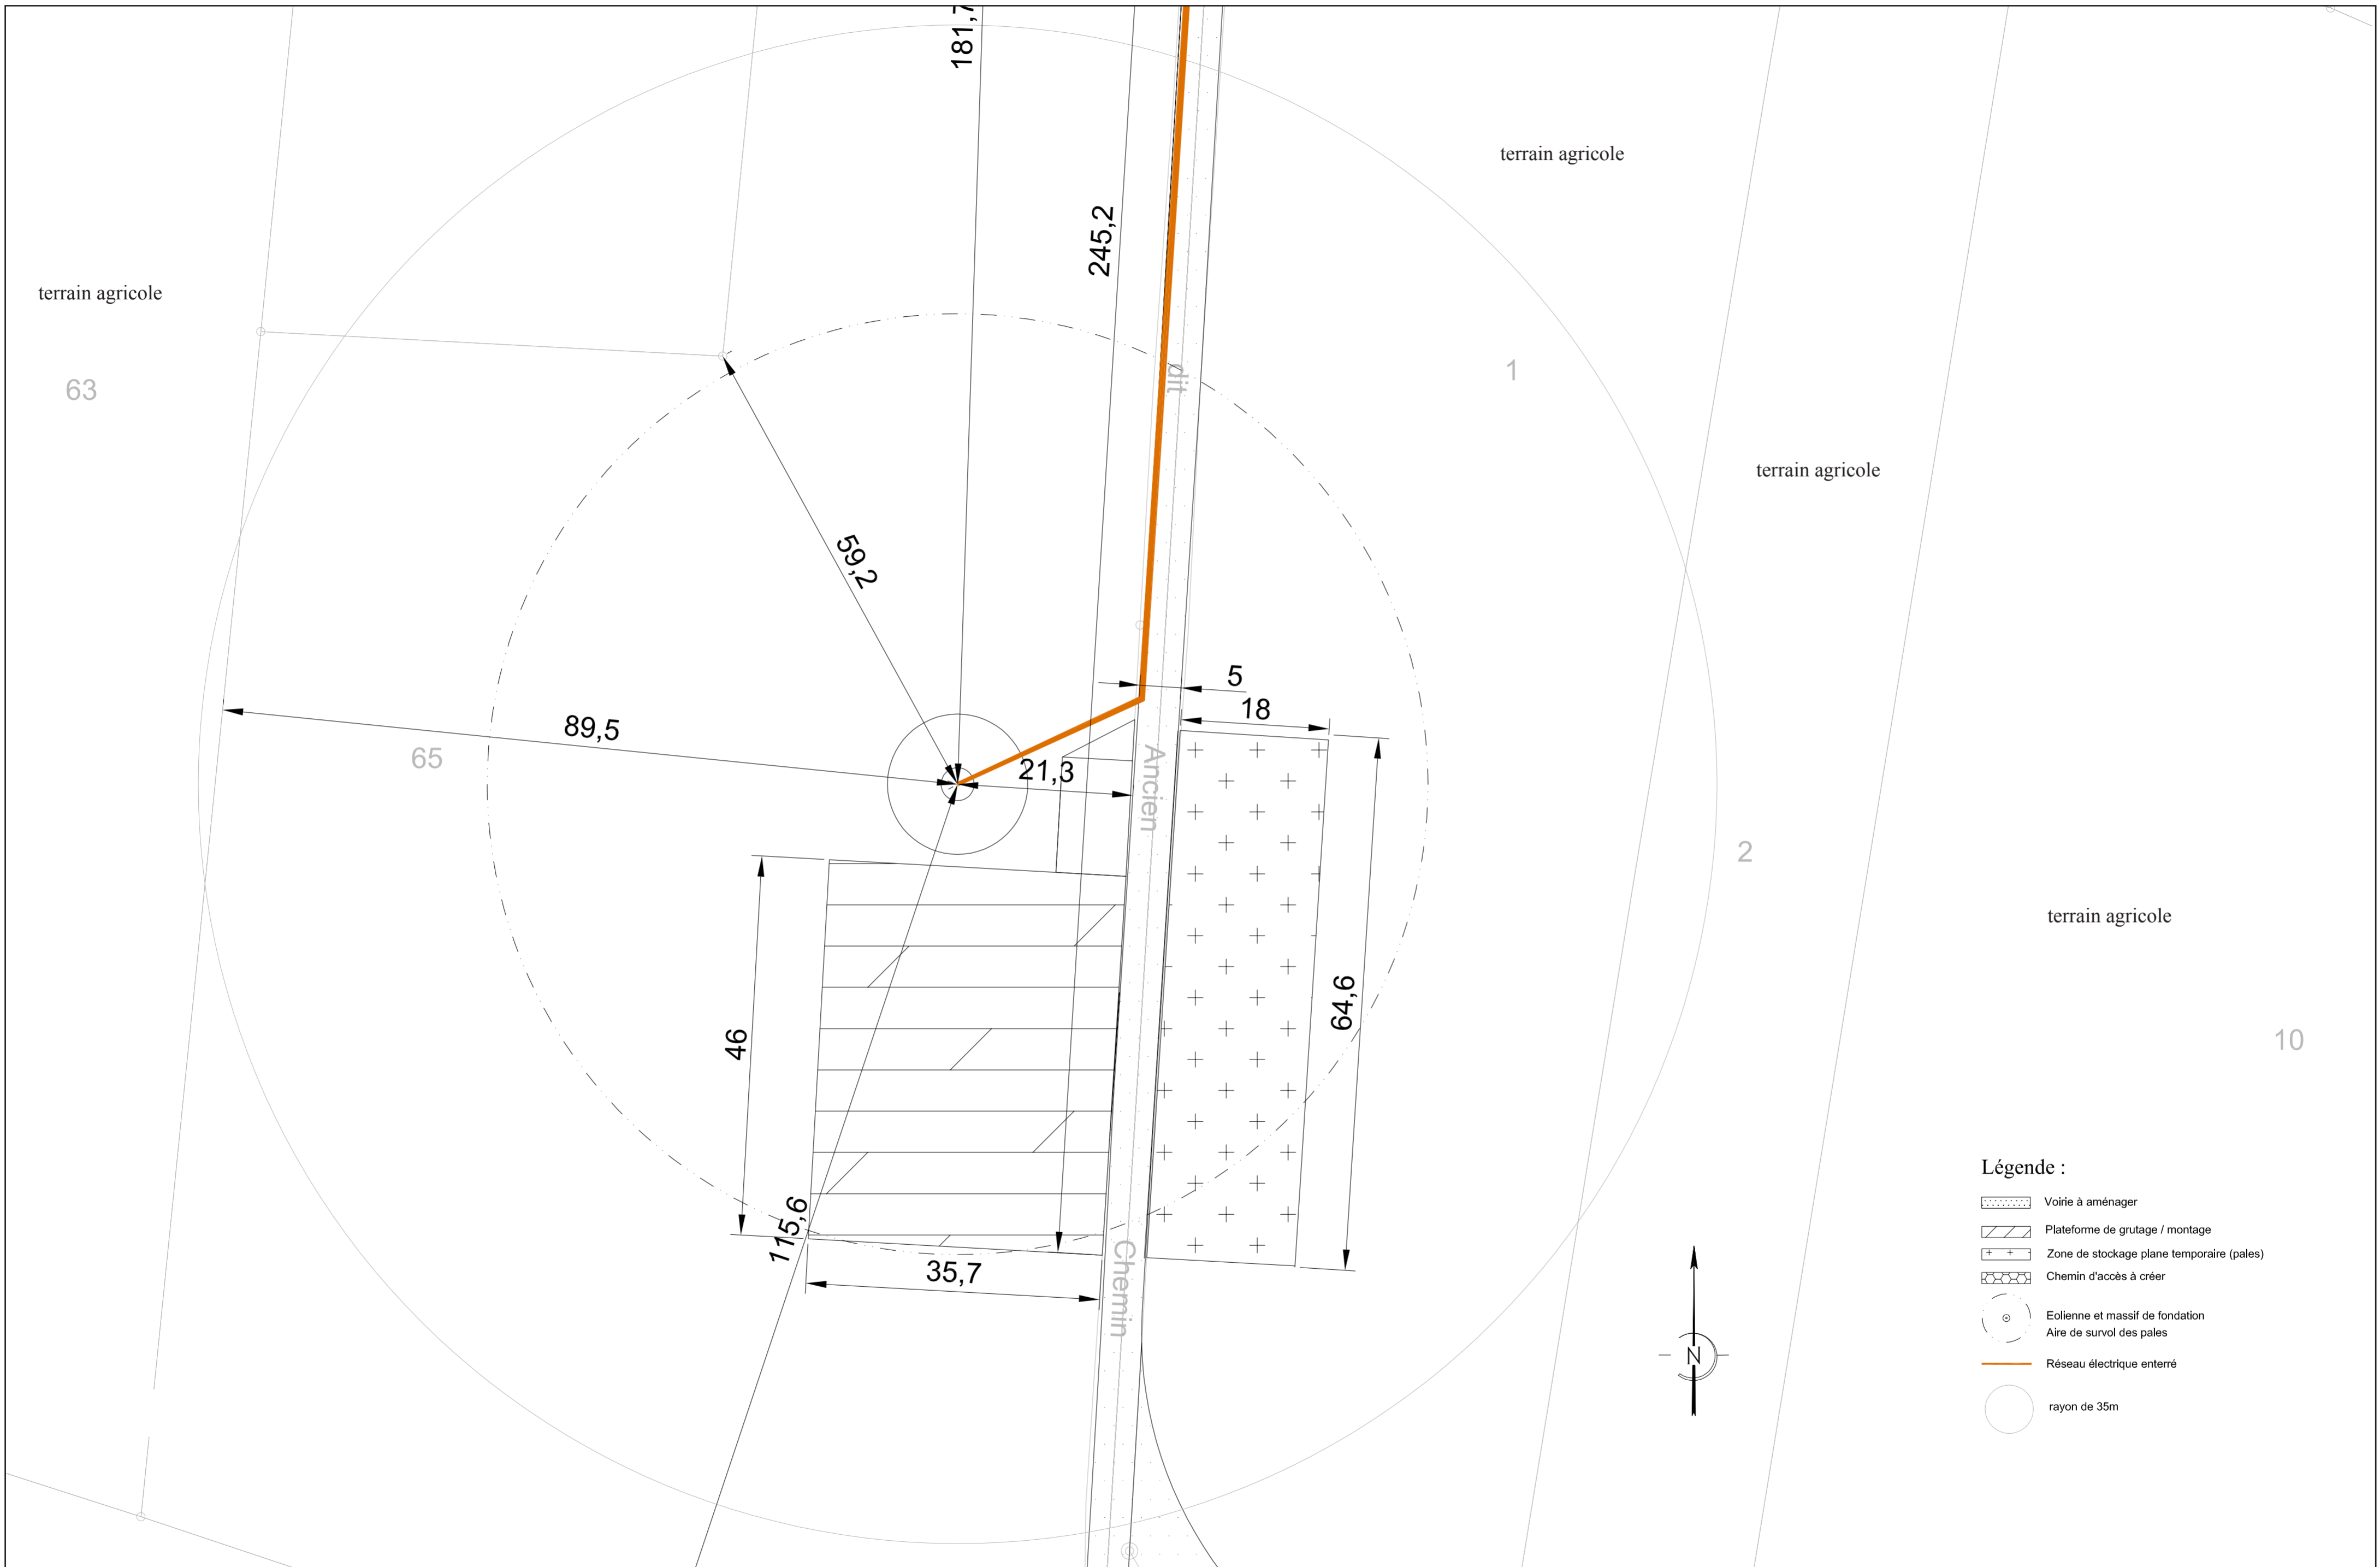 181,7
245,2
terrain agricole
terrain agricole
63
dit
1
terrain agricole
59,2
5
18
89,5
65
21,3
Ancien
2
terrain agricole
46
64,6
10
115,6
35,7
Chemin
N
Légende :
Voirie à aménager
Plateforme de grutage / montage
Zone de stockage plane temporaire (pales)
Chemin d'accès à créer
Eolienne et massif de fondation
Aire de survol des pales
Réseau électrique enterré
rayon de 35m